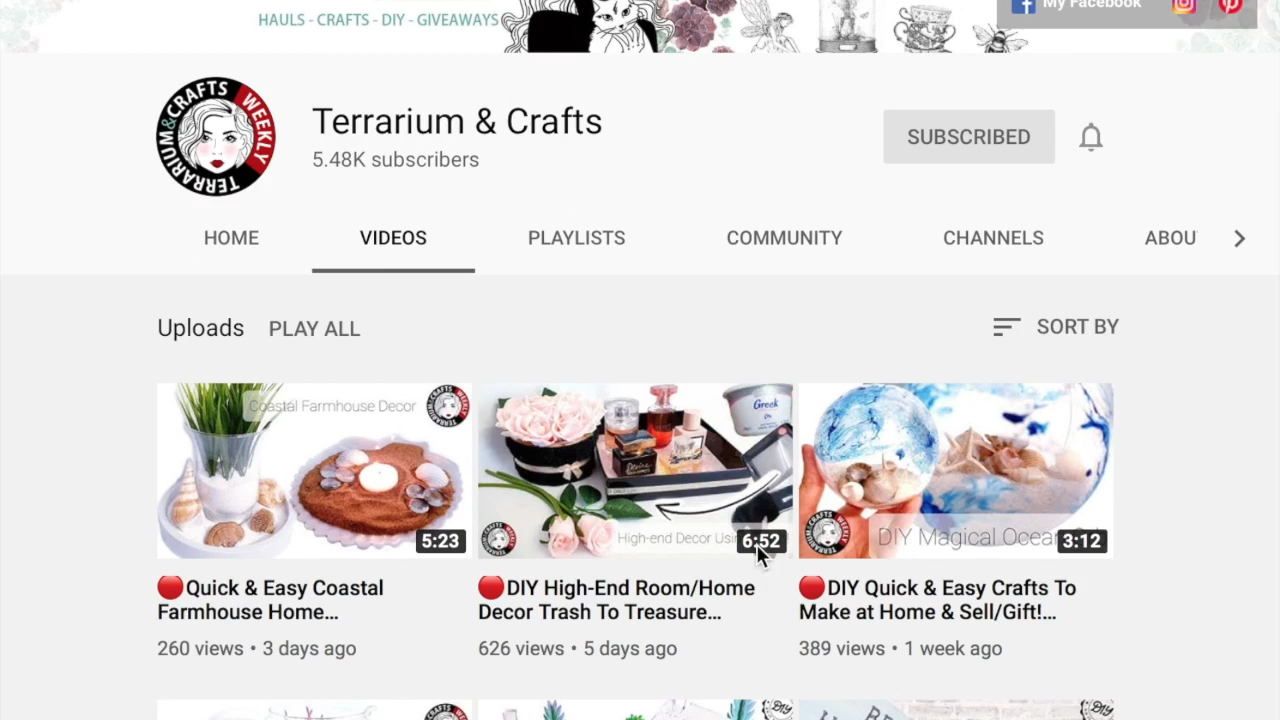 HAULS - CRAFTS - DIY - GIVEAWAYS
My Facebook
TERRARIUM & CRAFTS WEEKLY
Terrarium & Crafts
5.48K subscribers
SUBSCRIBED
HOME
VIDEOS
PLAYLISTS
COMMUNITY
CHANNELS
ABOU
Uploads
PLAY ALL
SORT BY
Coastal Farmhouse Decor
5:23
Greek
High-end Decor Usi
6:52
DIY Magical Ocea
3:12
Quick & Easy Coastal
Farmhouse Home...
260 views • 3 days ago
DIY High-End Room/Home
Decor Trash To Treasure...
626 views • 5 days ago
DIY Quick & Easy Crafts To
Make at Home & Sell/Gift!...
389 views • 1 week ago